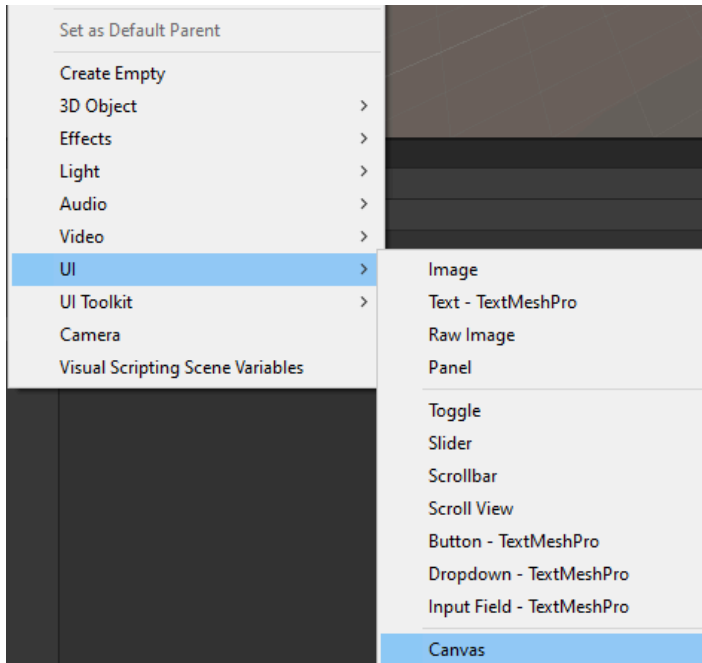 Set as Default Parent
Create Empty
3D Object
Effects
Light
Audio
Video
UI
UI Toolkit
Camera
Visual Scripting Scene Variables
Image
Text - TextMeshPro
Raw Image
Panel
Toggle
Slider
Scrollbar
Scroll View
Button - TextMeshPro
Dropdown - TextMeshPro
Input Field - TextMeshPro
Canvas